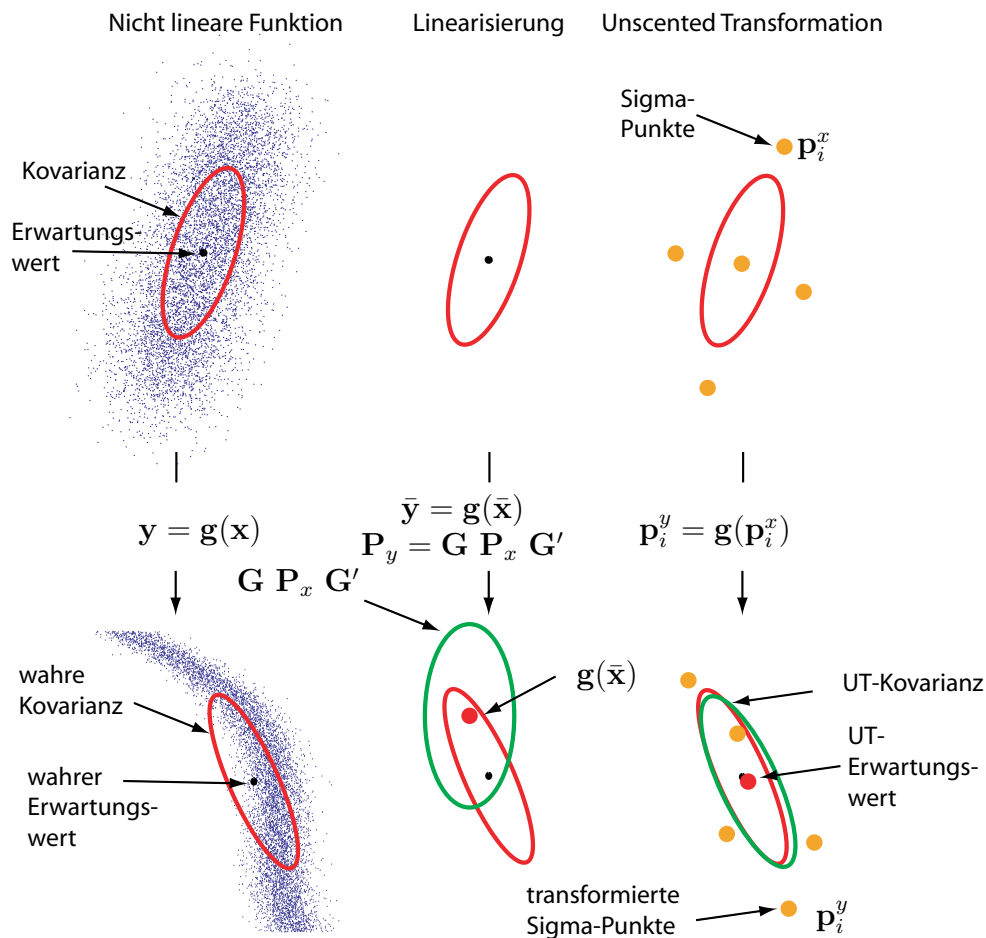 Nicht lineare Funktion
Linearisierung
Unscented Transformation
Kovarianz
Erwartungs-
wert
Sigma-
Punkte
p_i^x
y = g(x)
ȳ = g(x̄)
P_y = G P_x G′
p_i^y = g(p_i^x)
G P_x G′
wahre
Kovarianz
wahrer
Erwartungs-
wert
g(x̄)
UT-Kovarianz
UT-
Erwartungs-
wert
transformierte
Sigma-Punkte
p_i^y